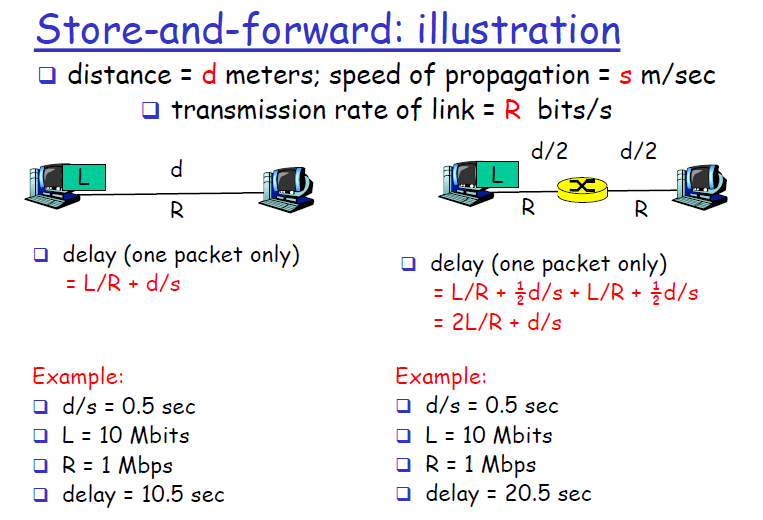 Store-and-forward: illustration
❑ distance = d meters; speed of propagation = s m/sec
❑ transmission rate of link = R bits/s
L
d
R
❑ delay (one packet only)
= L/R + d/s
Example:
❑ d/s = 0.5 sec
❑ L = 10 Mbits
❑ R = 1 Mbps
❑ delay = 10.5 sec
d/2 d/2
L
R R
❑ delay (one packet only)
= L/R + ½d/s + L/R + ½d/s
= 2L/R + d/s
Example:
❑ d/s = 0.5 sec
❑ L = 10 Mbits
❑ R = 1 Mbps
❑ delay = 20.5 sec